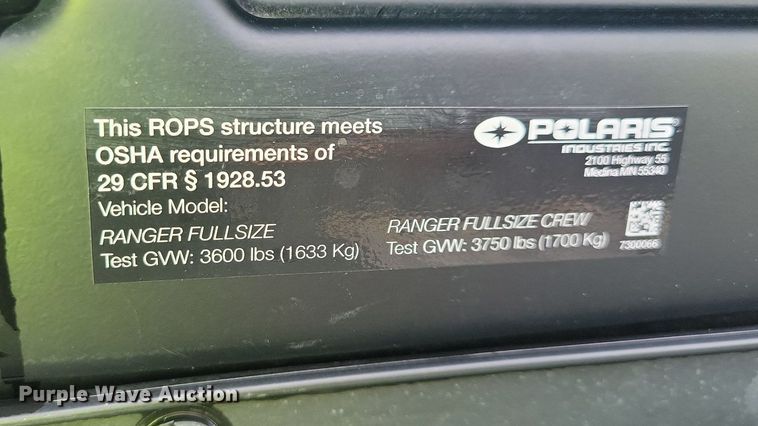 This ROPS structure meets
OSHA requirements of
29 CFR § 1928.53
Vehicle Model:
RANGER FULLSIZE
Test GVW: 3600 lbs (1633 Kg)
POLARIS
INDUSTRIES INC.
2100 Highway 55
Medina MN 55340
RANGER FULLSIZE CREW
Test GVW: 3750 lbs (1700 Kg)
7300066
Purple Wave Auction